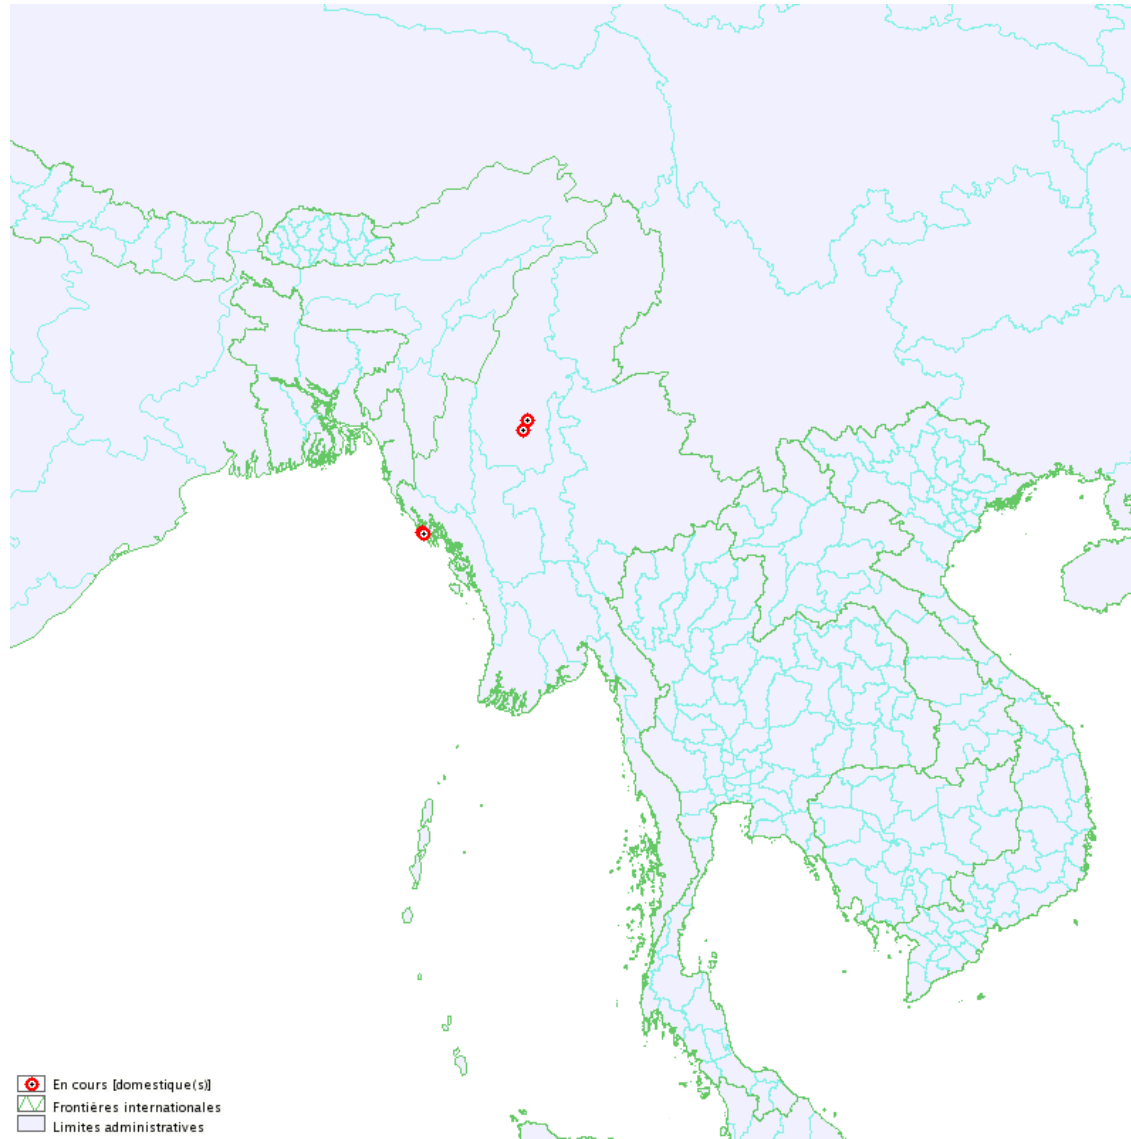 En cours [domestique(s)]
Frontières internationales
Limites administratives